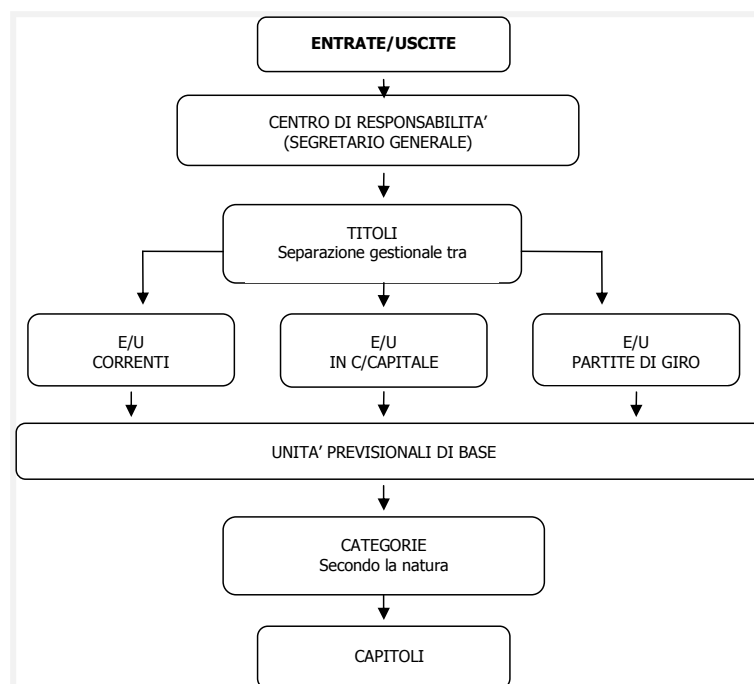 ENTRATE/USCITE
CENTRO DI RESPONSABILITA’
(SEGRETARIO GENERALE)
TITOLI
Separazione gestionale tra
E/U
CORRENTI
E/U
IN C/CAPITALE
E/U
PARTITE DI GIRO
UNITA’ PREVISIONALI DI BASE
CATEGORIE
Secondo la natura
CAPITOLI